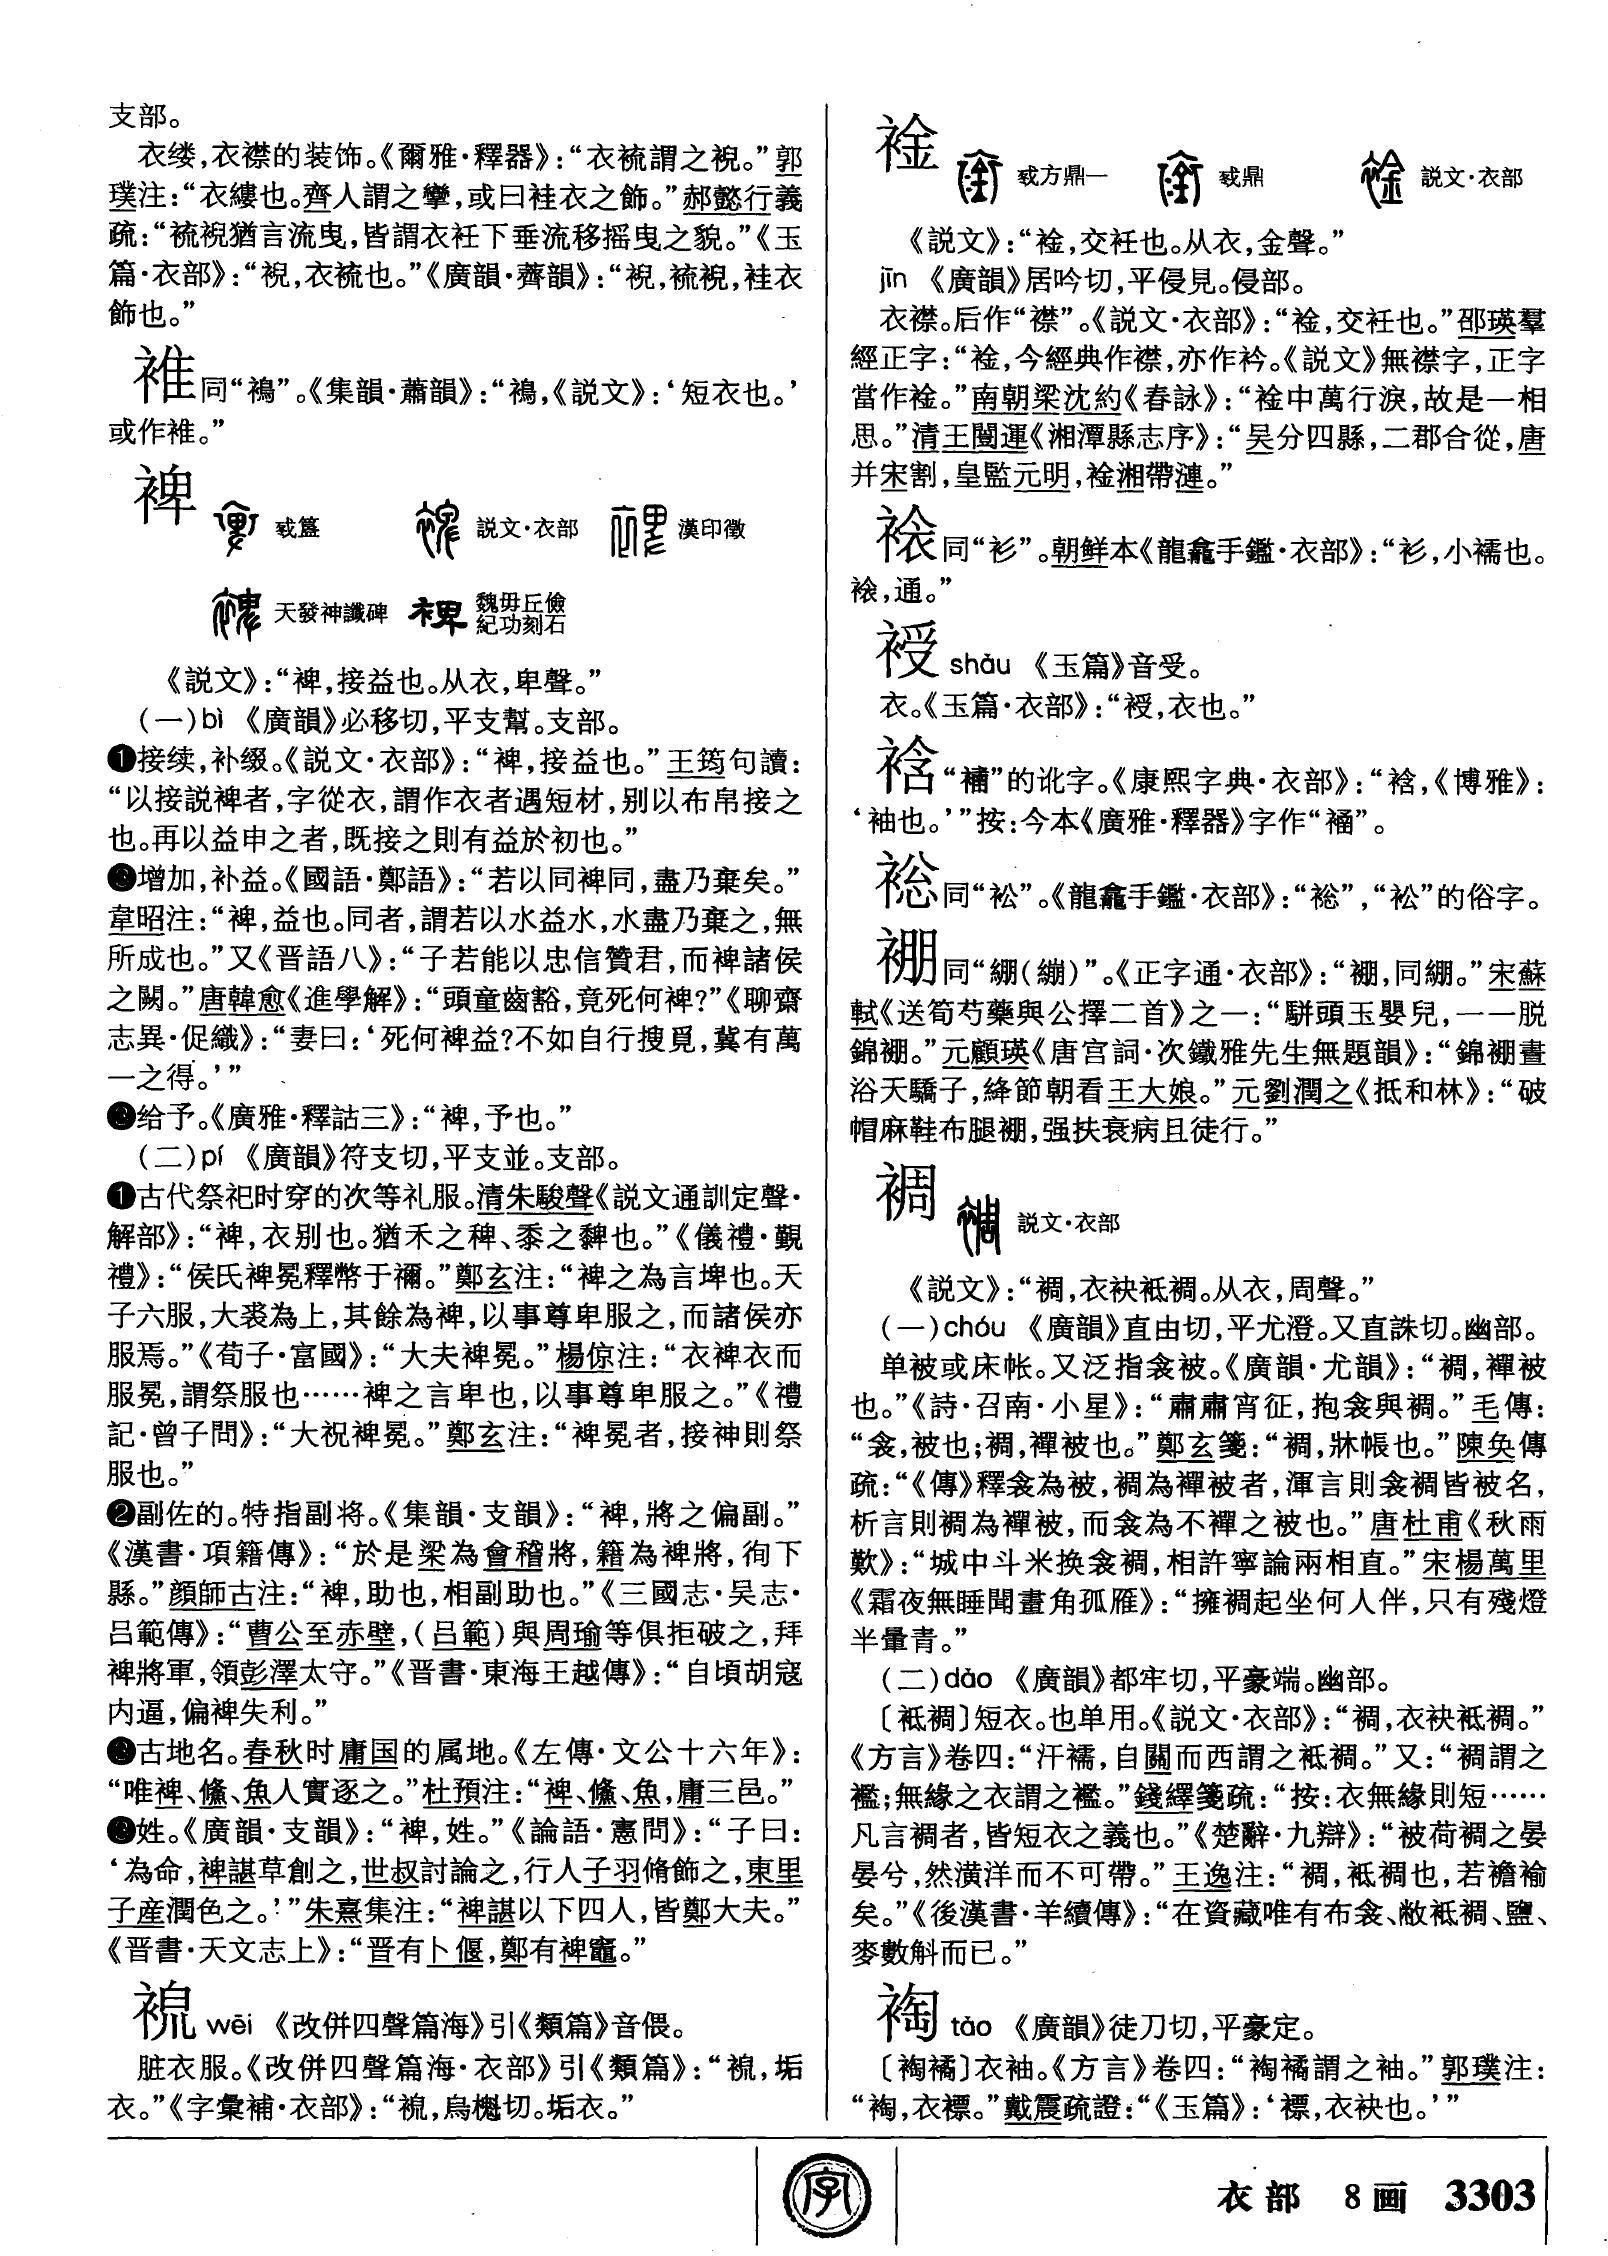 支部。
衣缕,衣襟的装饰。《爾雅·釋器》:“衣裗謂之裞。”郭
璞注:“衣縷也。齊人謂之攣,或曰袿衣之飾。”郝懿行義
疏:“裗裞猶言流曳,皆謂衣衽下垂流移摇曳之貌。”《玉
篇·衣部》:“裞,衣裗也。”《廣韻·薺韻》:“裞,裗裞,袿衣
飾也。”
䧹同“䙚”。《集韻·蕭韻》:“䙚,《説文》:‘短衣也。’
或作。”
裨
㦰簋 説文·衣部 漢印徵
天發神讖碑 魏毋丘儉紀功刻石
《説文》:“裨,接益也。从衣,卑聲。”
(一)bì 《廣韻》必移切,平支幫。支部。
❶接续,补缀。《説文·衣部》:“裨,接益也。”王筠句讀:
“以接説裨者,字從衣,謂作衣者遇短材,别以布帛接之
也。再以益申之者,既接之則有益於初也。”
❷增加,补益。《國語·鄭語》:“若以同裨同,盡乃棄矣。”
韋昭注:“裨,益也。同者,謂若以水益水,水盡乃棄之,無
所成也。”又《晋語八》:“子若能以忠信贊君,而裨諸侯
之闕。”唐韓愈《進學解》:“頭童齒豁,竟死何裨?”《聊齋
志異·促織》:“妻曰:‘死何裨益?不如自行搜覓,冀有萬
一之得。’”
❸给予。《廣雅·釋詁三》:“裨,予也。”
(二)pí 《廣韻》符支切,平支並。支部。
❶古代祭祀时穿的次等礼服。清朱駿聲《説文通訓定聲·
解部》:“裨,衣别也。猶禾之稗、黍之䵗也。”《儀禮·覲
禮》:“侯氏裨冕釋幣于禰。”鄭玄注:“裨之為言埤也。天
子六服,大裘為上,其餘為裨,以事尊卑服之,而諸侯亦
服焉。”《荀子·富國》:“大夫裨冕。”楊倞注:“衣裨衣而
服冕,謂祭服也……裨之言卑也,以事尊卑服之。”《禮
記·曾子問》:“大祝裨冕。”鄭玄注:“裨冕者,接神則祭
服也。”
❷副佐的。特指副将。《集韻·支韻》:“裨,將之偏副。”
《漢書·項籍傳》:“於是梁為會稽將,籍為裨將,徇下
縣。”顔師古注:“裨,助也,相副助也。”《三國志·吴志·
吕範傳》:“曹公至赤壁,(吕範)與周瑜等俱拒破之,拜
裨將軍,領彭澤太守。”《晋書·東海王越傳》:“自頃胡寇
内逼,偏裨失利。”
❸古地名。春秋时庸国的属地。《左傳·文公十六年》:
“唯裨、鯈、魚人實逐之。”杜預注:“裨、鯈、魚,庸三邑。”
❹姓。《廣韻·支韻》:“裨,姓。”《論語·憲問》:“子曰:
‘為命,裨諶草創之,世叔討論之,行人子羽脩飾之,東里
子産潤色之。’”朱熹集注:“裨諶以下四人,皆鄭大夫。”
《晋書·天文志上》:“晋有卜偃,鄭有裨竈。”
wēi 《改併四聲篇海》引《類篇》音偎。
脏衣服。《改併四聲篇海·衣部》引《類篇》:“,垢
衣。”《字彙補·衣部》:“,烏槐切。垢衣。”
䘳
㦰方鼎一 㦰鼎 説文·衣部
《説文》:“䘳,交衽也。从衣,金聲。”
jīn 《廣韻》居吟切,平侵見。侵部。
衣襟。后作“襟”。《説文·衣部》:“䘳,交衽也。”邵瑛羣
經正字:“䘳,今經典作襟,亦作衿。《説文》無襟字,正字
當作䘳。”南朝梁沈約《春詠》:“䘳中萬行淚,故是一相
思。”清王闓運《湘潭縣志序》:“吴分四縣,二郡合從,唐
并宋割,皇監元明,䘳湘帶漣。”
同“衫”。朝鲜本《龍龕手鑑·衣部》:“衫,小襦也。
,通。”
shòu 《玉篇》音受。
衣。《玉篇·衣部》:“,衣也。”
“䘠”的讹字。《康熙字典·衣部》:“,《博雅》:
‘袖也。’”按:今本《廣雅·釋器》字作“”。
同“衳”。《龍龕手鑑·衣部》:“”,“衳”的俗字。
䙀同“綳(繃)”。《正字通·衣部》:“䙀,同綳。”宋蘇
軾《送筍芍藥與公擇二首》之一:“駢頭玉嬰兒,一一脱
錦䙀。”元顧瑛《唐宫詞·次鐵雅先生無題韻》:“錦䙀晝
浴天驕子,絳節朝看王大娘。”元劉潤之《抵和林》:“破
帽麻鞋布腿䙀,强扶衰病且徒行。”
裯
説文·衣部
《説文》:“裯,衣袂袛裯。从衣,周聲。”
(一)chóu 《廣韻》直由切,平尤澄。又直誅切。幽部。
单被或床帐。又泛指衾被。《廣韻·尤韻》:“裯,襌被
也。”《詩·召南·小星》:“肅肅宵征,抱衾與裯。”毛傳:
“衾,被也;裯,襌被也。”鄭玄箋:“裯,牀帳也。”陳奂傳
疏:“《傳》釋衾為被,裯為襌被者,渾言則衾裯皆被名,
析言則裯為襌被,而衾為不襌之被也。”唐杜甫《秋雨
歎》:“城中斗米换衾裯,相許寧論兩相直。”宋楊萬里
《霜夜無睡聞畫角孤雁》:“擁裯起坐何人伴,只有殘燈
半暈青。”
(二)dāo 《廣韻》都牢切,平豪端。幽部。
〔袛裯〕短衣。也单用。《説文·衣部》:“裯,衣袂袛裯。”
《方言》卷四:“汗襦,自關而西謂之袛裯。”又:“裯謂之
襤;無緣之衣謂之襤。”錢繹箋疏:“按:衣無緣則短……
凡言裯者,皆短衣之義也。”《楚辭·九辯》:“被荷裯之晏
晏兮,然潢洋而不可帶。”王逸注:“裯,袛裯也,若襜褕
矣。”《後漢書·羊續傳》:“在資藏唯有布衾、敝袛裯、鹽、
麥數斛而已。”
裪 táo 《廣韻》徒刀切,平豪定。
〔裪䙯〕衣袖。《方言》卷四:“裪䙯謂之袖。”郭璞注:
“裪,衣褾。”戴震疏證:“《玉篇》:‘褾,衣袂也。’”
字
衣部 8画 3303